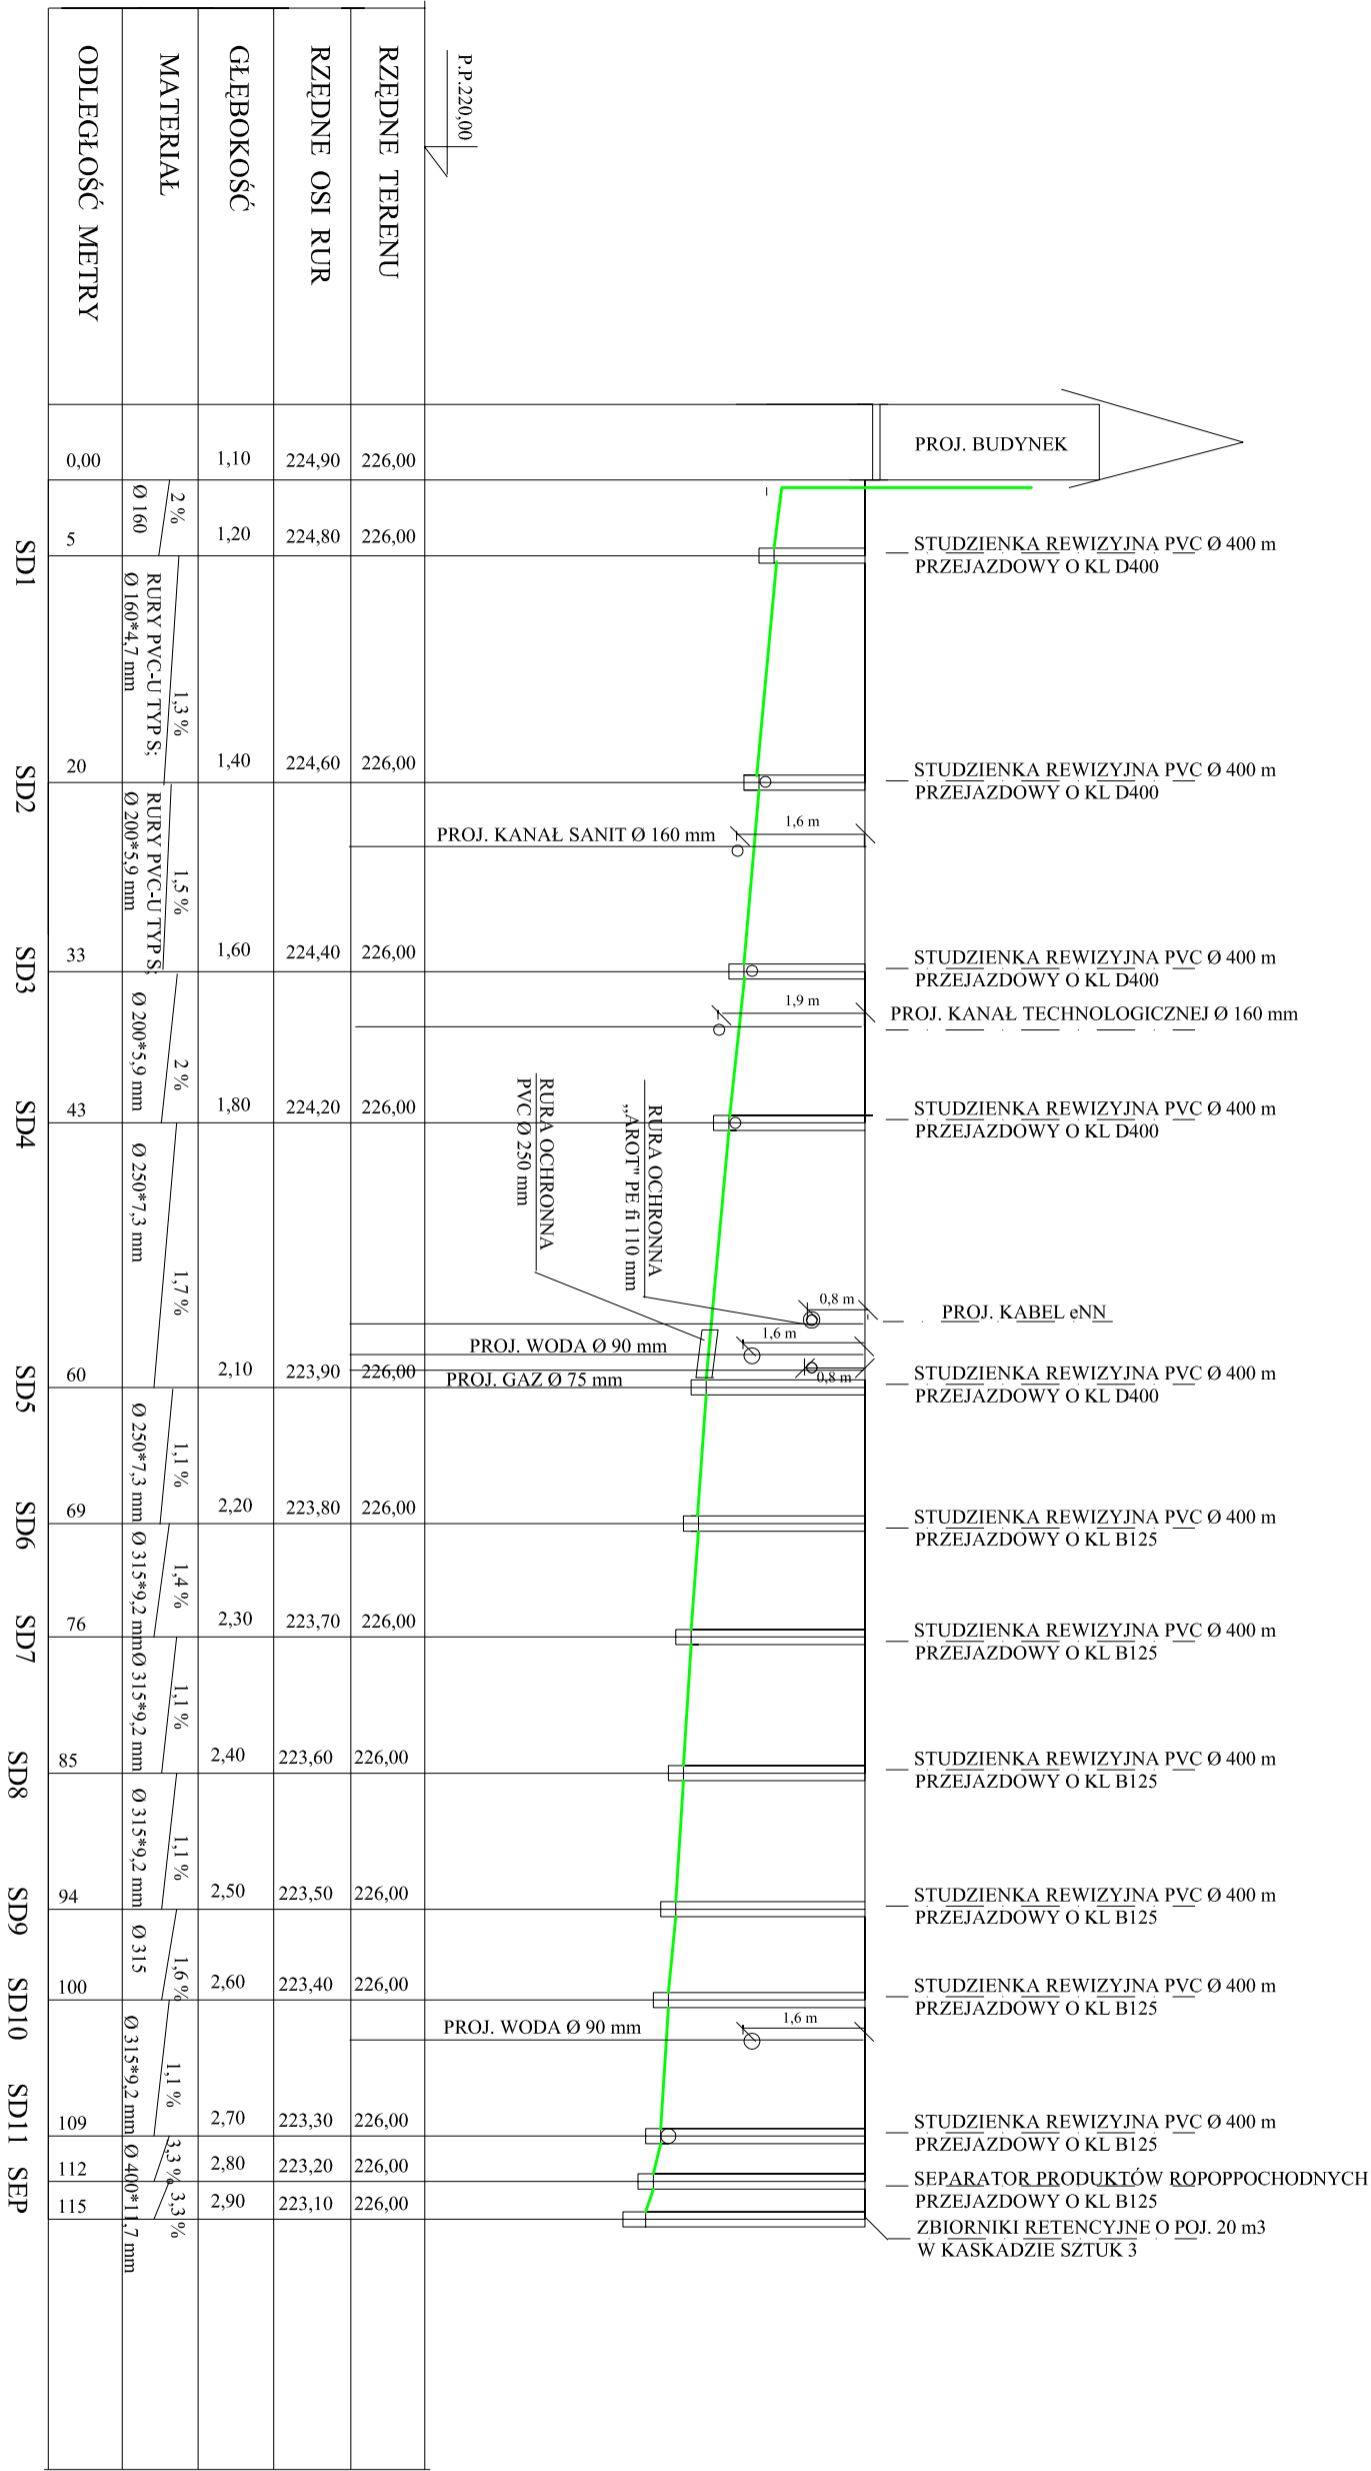 P.P.220,00
RZĘDNE TERENU
RZĘDNE OSI RUR
GŁĘBOKOŚĆ
MATERIAŁ
ODLEGŁOŚĆ METRY
PROJ. BUDYNEK
0,00
1,10
224,90
226,00
2 %
Ø 160
5
1,20
224,80
226,00
SD1
STUDZIENKA REWIZYJNA PVC Ø 400 m
PRZEJAZDOWY O KL D400
1,3 %
RURY PVC-U TYP S;
Ø 160*4,7 mm
20
1,40
224,60
226,00
SD2
STUDZIENKA REWIZYJNA PVC Ø 400 m
PRZEJAZDOWY O KL D400
PROJ. KANAŁ SANIT Ø 160 mm
1,6 m
1,5 %
RURY PVC-U TYP S;
Ø 200*5,9 mm
33
1,60
224,40
226,00
SD3
STUDZIENKA REWIZYJNA PVC Ø 400 m
PRZEJAZDOWY O KL D400
1,9 m
PROJ. KANAŁ TECHNOLOGICZNEJ Ø 160 mm
2 %
Ø 200*5,9 mm
43
1,80
224,20
226,00
SD4
STUDZIENKA REWIZYJNA PVC Ø 400 m
PRZEJAZDOWY O KL D400
RURA OCHRONNA
„AROT" PE fi 110 mm
RURA OCHRONNA
PVC Ø 250 mm
1,7 %
Ø 250*7,3 mm
0,8 m
PROJ. KABEL eNN
PROJ. WODA Ø 90 mm
1,6 m
PROJ. GAZ Ø 75 mm
0,8 m
60
2,10
223,90
226,00
SD5
STUDZIENKA REWIZYJNA PVC Ø 400 m
PRZEJAZDOWY O KL D400
1,1 %
Ø 250*7,3 mm
69
2,20
223,80
226,00
SD6
STUDZIENKA REWIZYJNA PVC Ø 400 m
PRZEJAZDOWY O KL B125
1,4 %
Ø 315*9,2 mm
76
2,30
223,70
226,00
SD7
STUDZIENKA REWIZYJNA PVC Ø 400 m
PRZEJAZDOWY O KL B125
1,1 %
Ø 315*9,2 mm
85
2,40
223,60
226,00
SD8
STUDZIENKA REWIZYJNA PVC Ø 400 m
PRZEJAZDOWY O KL B125
1,1 %
Ø 315*9,2 mm
94
2,50
223,50
226,00
SD9
STUDZIENKA REWIZYJNA PVC Ø 400 m
PRZEJAZDOWY O KL B125
1,6 %
Ø 315
100
2,60
223,40
226,00
SD10
STUDZIENKA REWIZYJNA PVC Ø 400 m
PRZEJAZDOWY O KL B125
PROJ. WODA Ø 90 mm
1,6 m
1,1 %
Ø 315*9,2 mm
109
2,70
223,30
226,00
SD11
STUDZIENKA REWIZYJNA PVC Ø 400 m
PRZEJAZDOWY O KL B125
3,3 %
Ø 400*11,7 mm
112
2,80
223,20
226,00
SEP
SEPARATOR PRODUKTÓW ROPOPPOCHODNYCH
PRZEJAZDOWY O KL B125
3,3 %
115
2,90
223,10
226,00
ZBIORNIKI RETENCYJNE O POJ. 20 m3
W KASKADZIE SZTUK 3